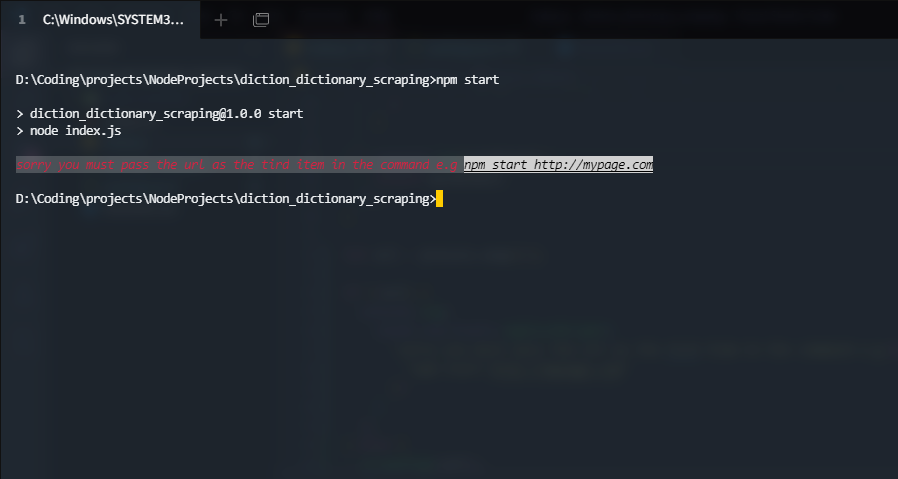 1 C:\Windows\SYSTEM3...
D:\Coding\projects\NodeProjects\diction_dictionary_scraping>npm start
> diction_dictionary_scraping@1.0.0 start
> node index.js
sorry you must pass the url as the tird item in the command e.g npm start http://mypage.com
D:\Coding\projects\NodeProjects\diction_dictionary_scraping>